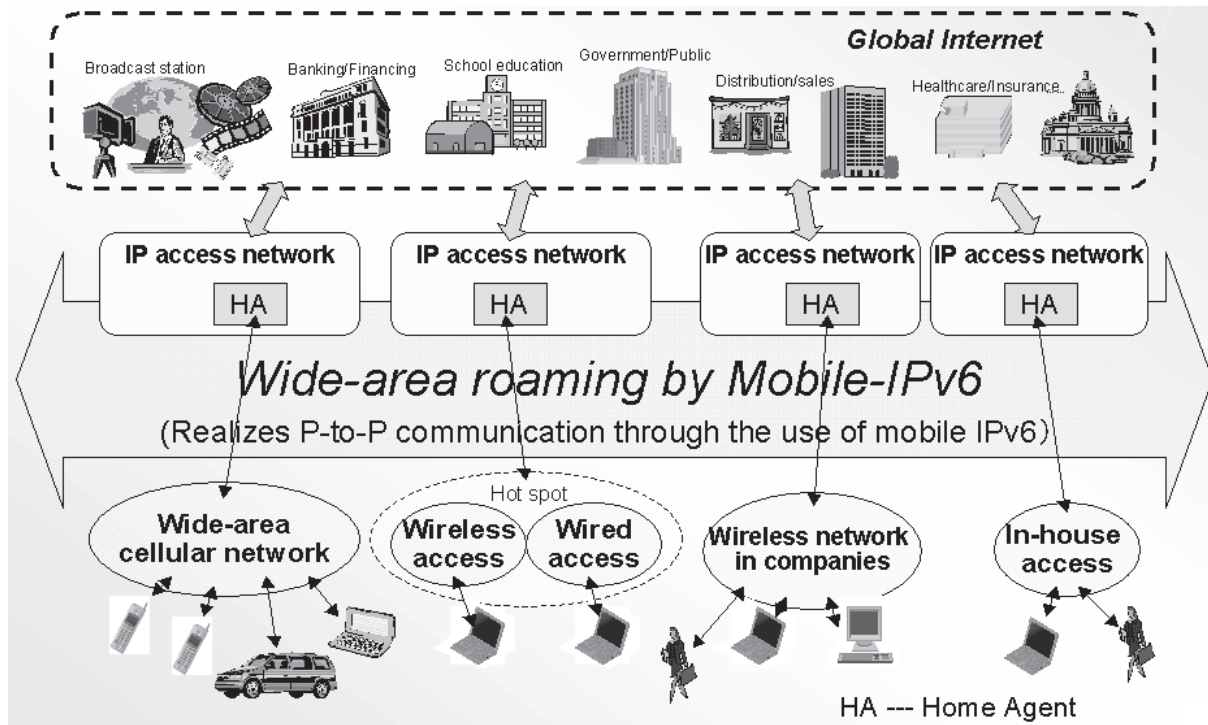 Global Internet
Broadcast station
Banking/Financing
School education
Government/Public
Distribution/sales
Healthcare/Insurance
IP access network
IP access network
IP access network
IP access network
HA
HA
HA
HA
Wide-area roaming by Mobile-IPv6
(Realizes P-to-P communication through the use of mobile IPv6)
Wide-area
cellular network
Hot spot
Wireless
access
Wired
access
Wireless network
in companies
In-house
access
HA --- Home Agent